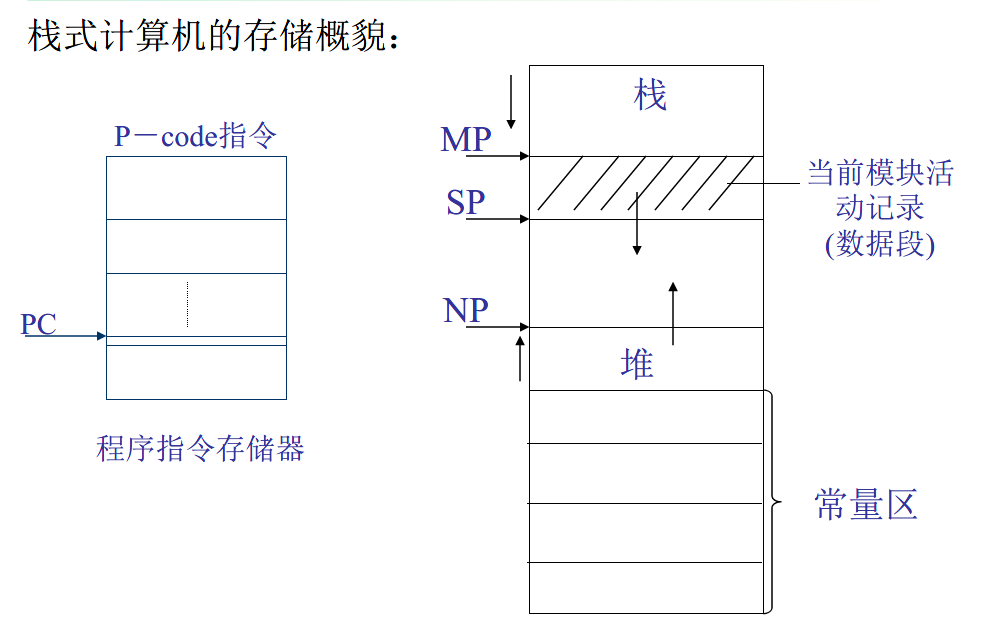 栈式计算机的存储概貌：
P－code指令
PC
程序指令存储器
栈
MP
SP
NP
堆
当前模块活
动记录
(数据段)
常量区